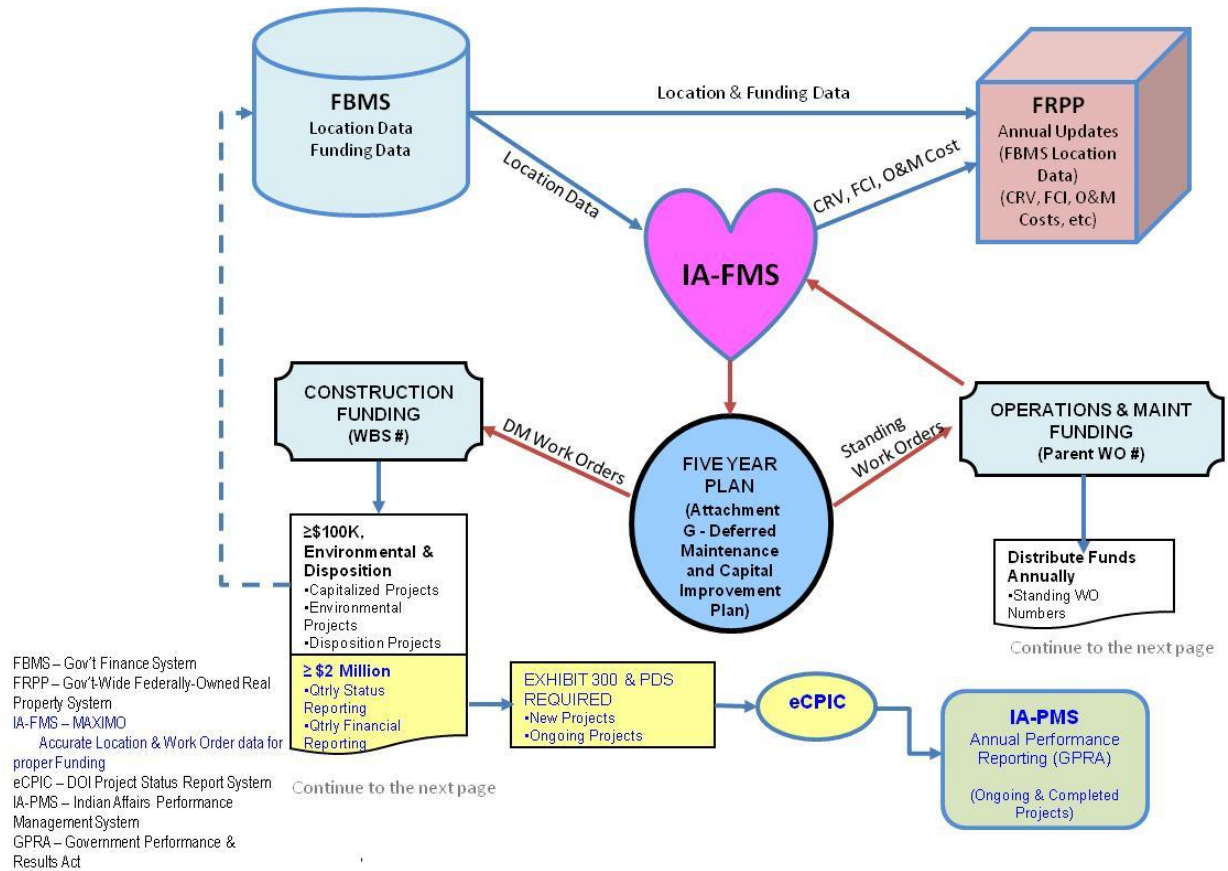 FBMS
Location Data
Funding Data
Location & Funding Data
FRPP
Annual Updates
(FBMS Location
Data)
(CRV, FCI, O&M
Costs, etc)
Location Data
CRV, FCI, O&M Cost
IA-FMS
CONSTRUCTION
FUNDING
(WBS #)
DM Work Orders
FIVE YEAR
PLAN
(Attachment
G - Deferred
Maintenance
and Capital
Improvement
Plan)
Standing
Work Orders
OPERATIONS & MAINT
FUNDING
(Parent WO #)
≥$100K,
Environmental &
Disposition
•Capitalized Projects
•Environmental
Projects
•Disposition Projects
Distribute Funds
Annually
•Standing WO
Numbers
Continue to the next page
≥ $2 Million
•Qtrly Status
Reporting
•Qtrly Financial
Reporting
EXHIBIT 300 & PDS
REQUIRED
•New Projects
•Ongoing Projects
eCPIC
IA-PMS
Annual Performance
Reporting (GPRA)
(Ongoing & Completed
Projects)
Continue to the next page
FBMS – Gov't Finance System
FRPP – Gov't-Wide Federally-Owned Real
Property System
IA-FMS – MAXIMO
Accurate Location & Work Order data for
proper Funding
eCPIC – DOI Project Status Report System
IA-PMS – Indian Affairs Performance
Management System
GPRA – Government Performance &
Results Act